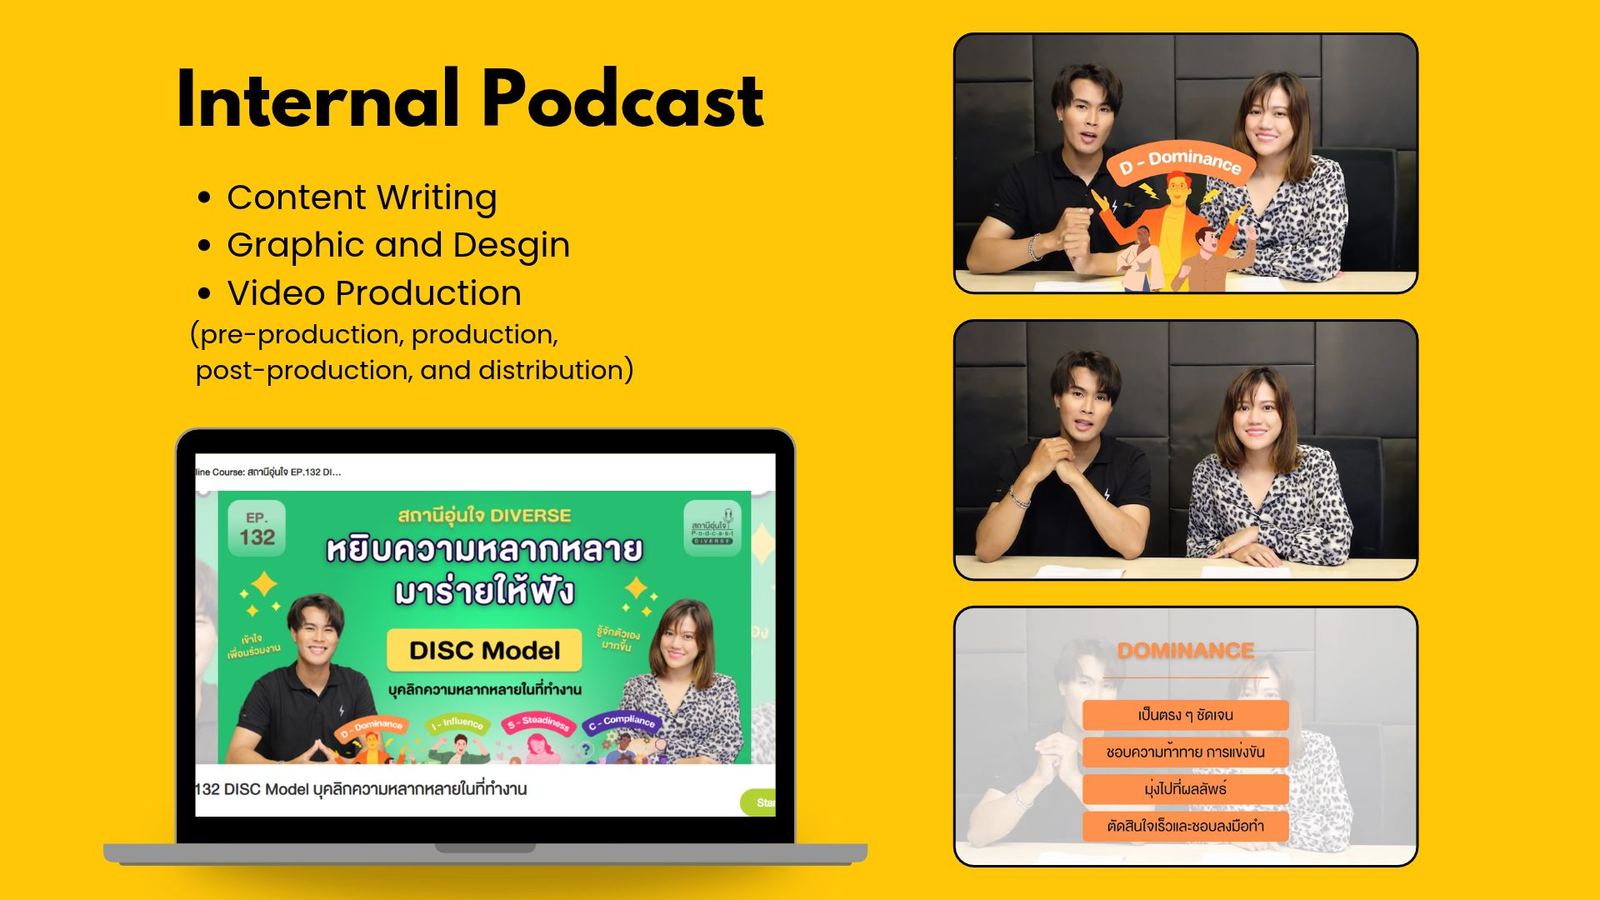 Internal Podcast
• Content Writing
• Graphic and Desgin
• Video Production
(pre-production, production,
post-production, and distribution)
line Course: สถานีอุ่นใจ EP.132 DI...
EP.
132
สถานีอุ่นใจ DIVERSE
หยิบความหลากหลาย
มาร่ายให้ฟัง
สถานีอุ่นใจ
Podcast
DIVERSE
เข้าใจ
เพื่อนร่วมงาน
รู้จักตัวเอง
มากขึ้น
DISC Model
บุคลิกความหลากหลายในที่ทำงาน
D - Dominance
I - Influence
S - Steadiness
C - Compliance
132 DISC Model บุคลิกความหลากหลายในที่ทำงาน
D - Dominance
DOMINANCE
เป็นตรง ๆ ชัดเจน
ชอบความท้าทาย การแข่งขัน
มุ่งไปที่ผลลัพธ์
ตัดสินใจเร็วและชอบลงมือทำ